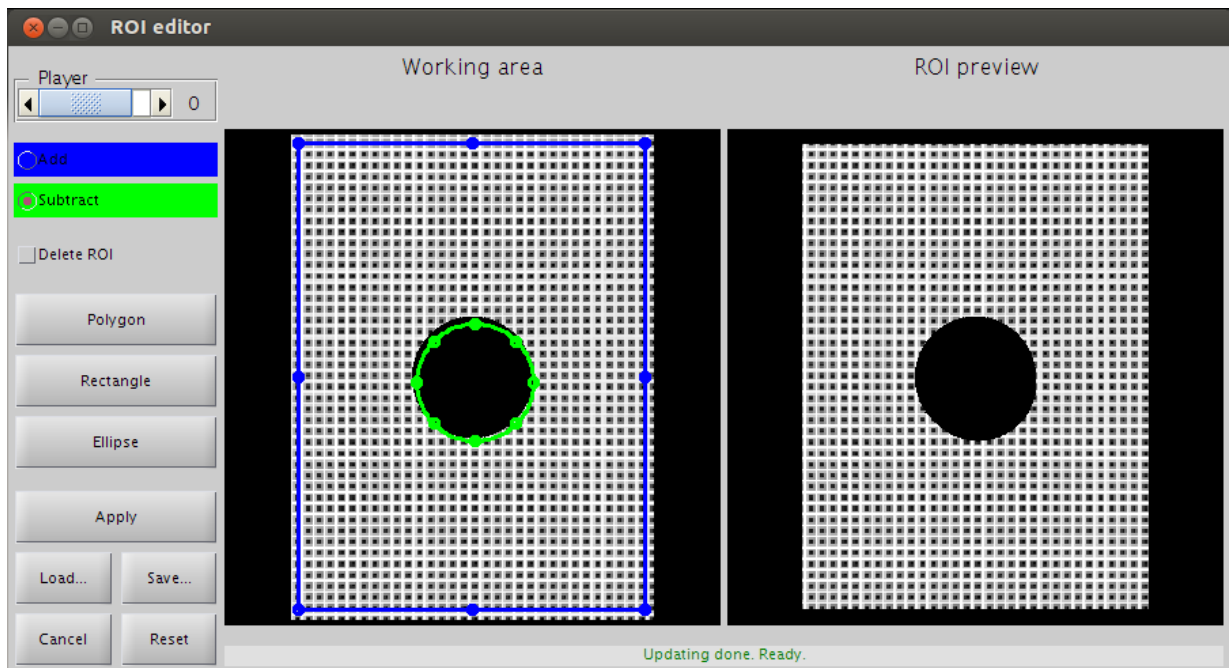 ROI editor
Working area
ROI preview
Player
0
Add
Subtract
Delete ROI
Polygon
Rectangle
Ellipse
Apply
Load... Save...
Cancel Reset
Updating done. Ready.